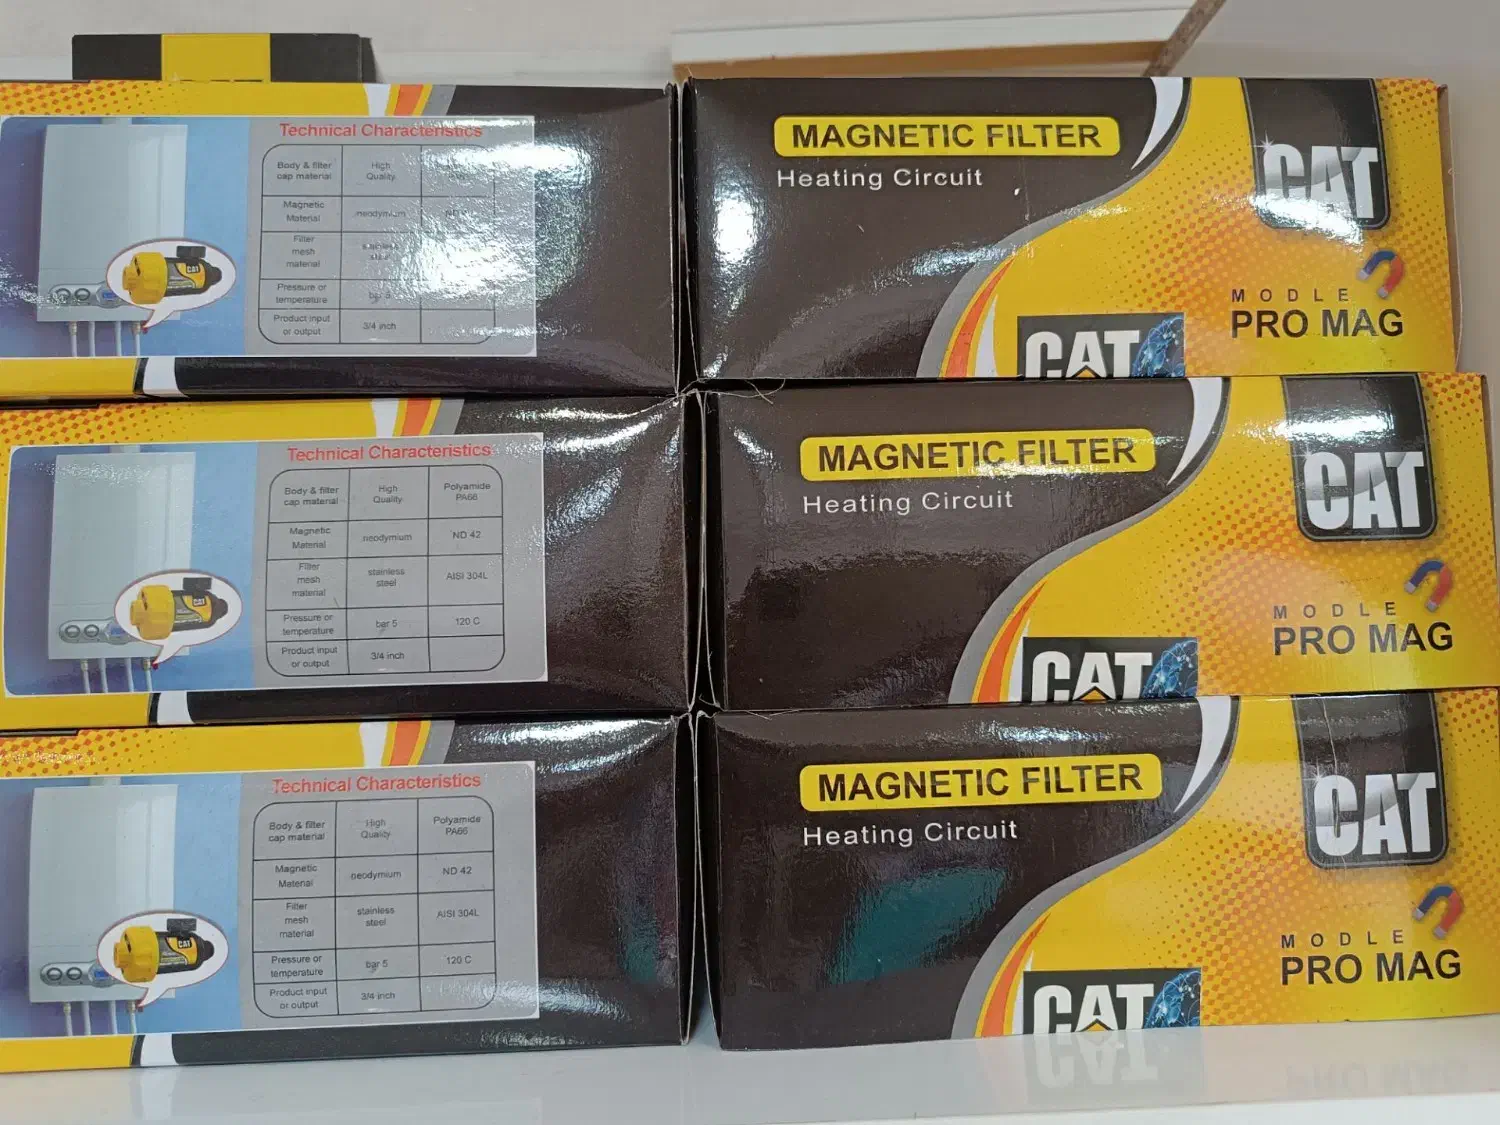 Technical Characteristics
Body & filter
cap material
High
Quality
Magnetic
Material
neodymium
Filter
mesh
material
stainless
steel
Pressure or
temperature
bar 5
Product input
or output
3/4 inch
CAT
MAGNETIC FILTER
Heating Circuit
CAT
MODLE
PRO MAG
CAT
Technical Characteristics
Body & filter
cap material
High
Quality
Polyamide
PA66
Magnetic
Material
neodymium
ND 42
Filter
mesh
material
stainless
steel
AISI 304L
Pressure or
temperature
bar 5
120 C
Product input
or output
3/4 inch
CAT
MAGNETIC FILTER
Heating Circuit
CAT
MODLE
PRO MAG
CAT
Technical Characteristics
Body & filter
cap material
High
Quality
Polyamide
PA66
Magnetic
Material
neodymium
ND 42
Filter
mesh
material
stainless
steel
AISI 304L
Pressure or
temperature
bar 5
120 C
Product input
or output
3/4 inch
CAT
MAGNETIC FILTER
Heating Circuit
CAT
MODLE
PRO MAG
CAT